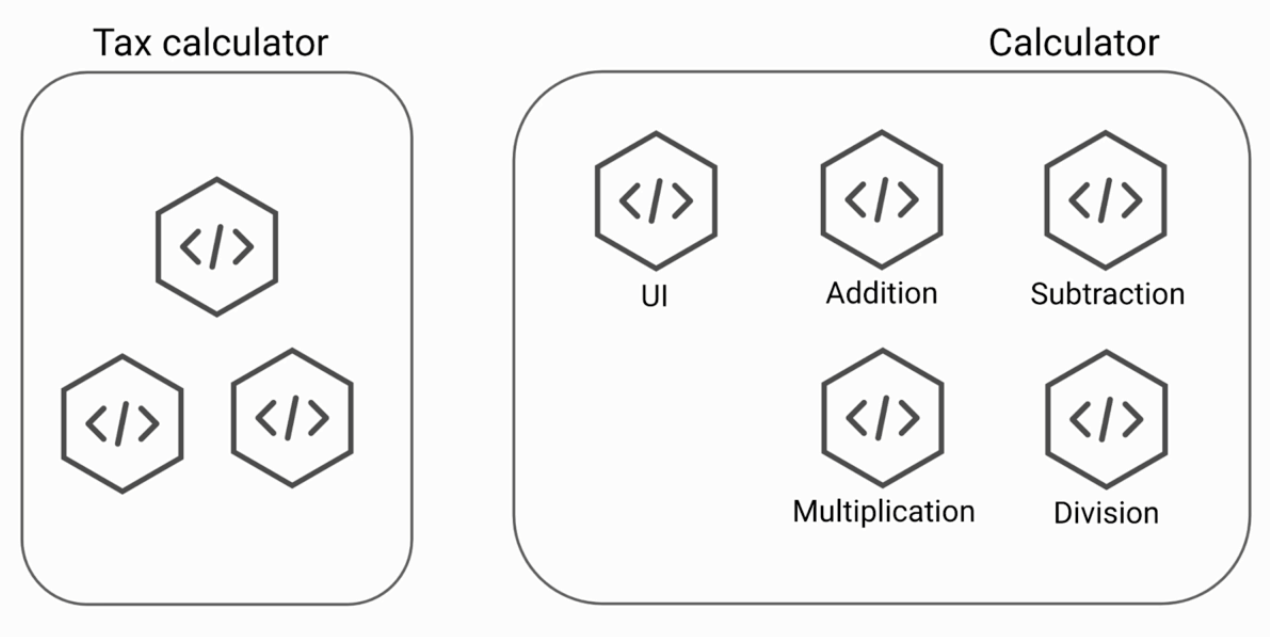 Tax calculator
Calculator
</>
</>
</>
UI
Addition
Subtraction
</>
</>
</>
</>
</>
Multiplication
Division